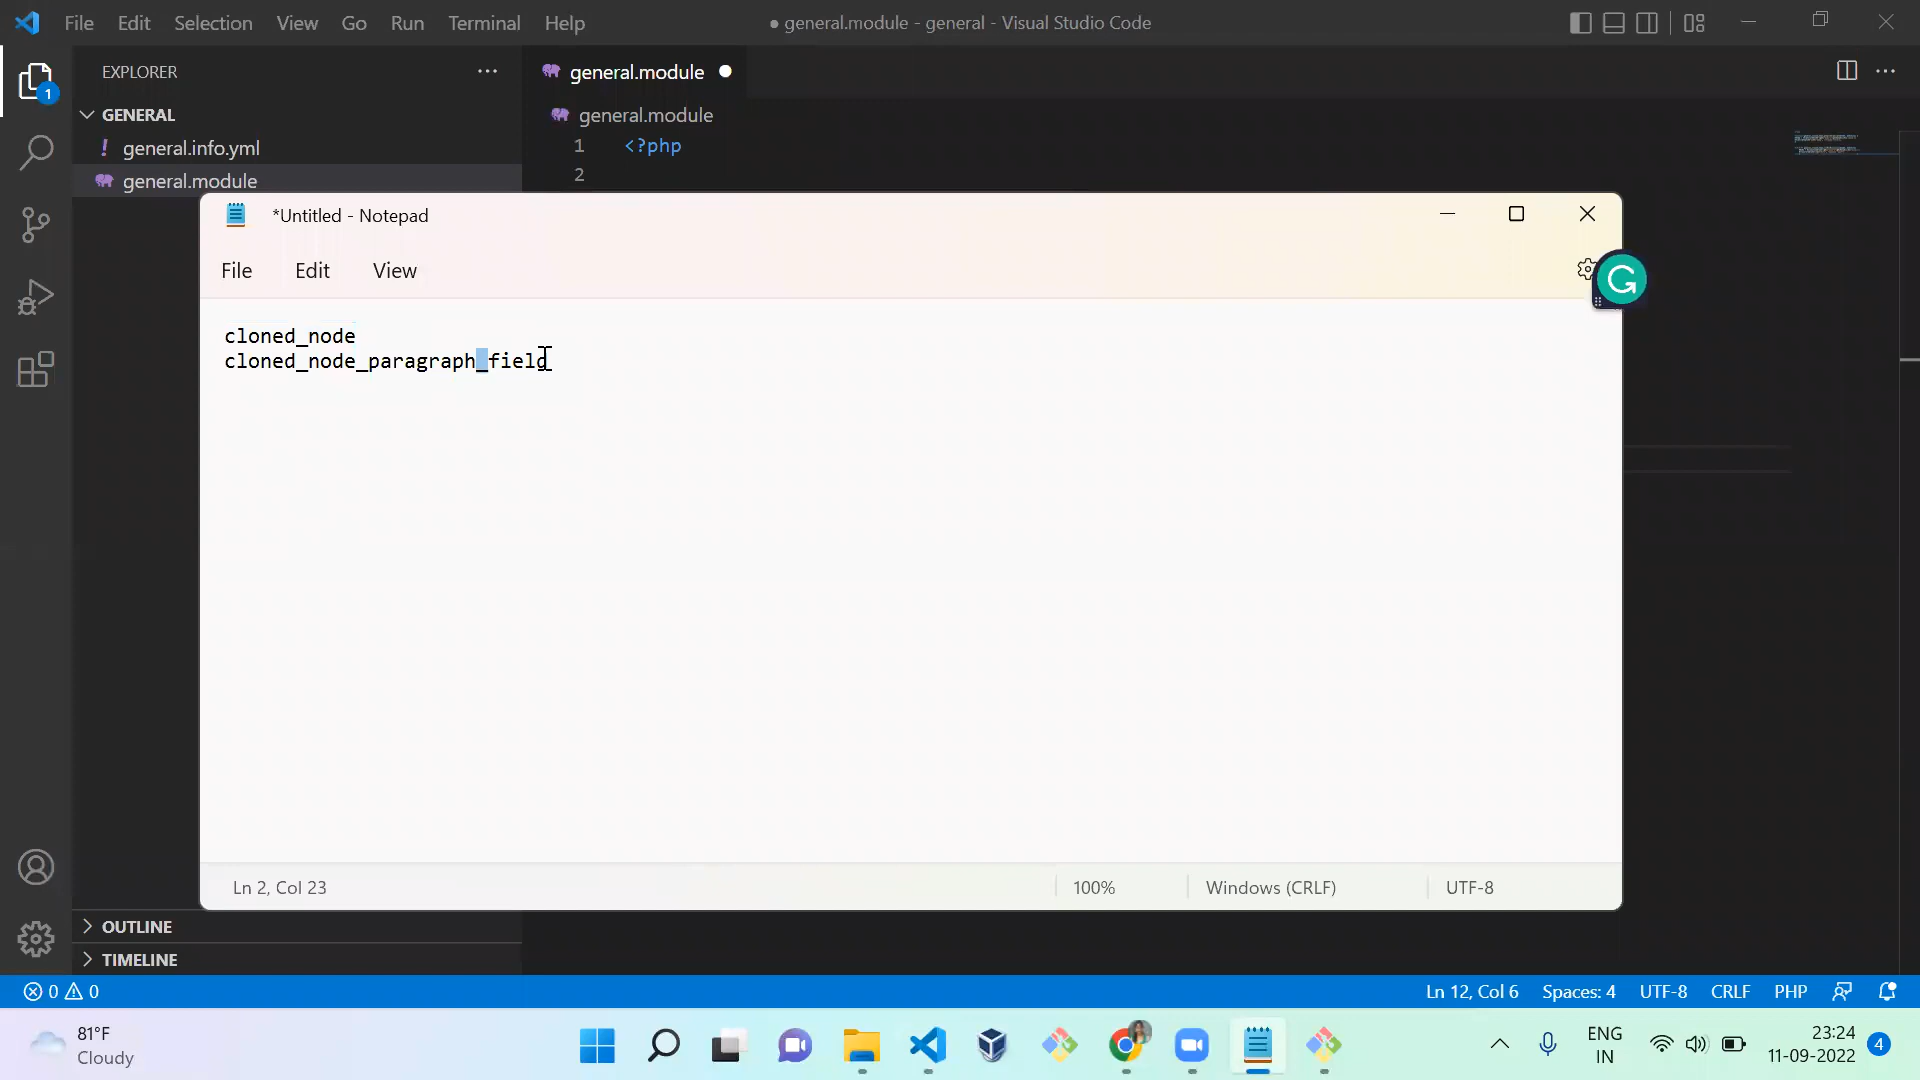 File Edit Selection View Go Run Terminal Help
● general.module - general - Visual Studio Code
EXPLORER
1
GENERAL
! general.info.yml
general.module
general.module
general.module
1 <?php
2
*Untitled - Notepad
File Edit View
cloned_node
cloned_node_paragraph_field
Ln 2, Col 23
100%
Windows (CRLF)
UTF-8
OUTLINE
TIMELINE
0 0
Ln 12, Col 6
Spaces: 4
UTF-8
CRLF
PHP
81°F
Cloudy
ENG
IN
23:24
11-09-2022
4